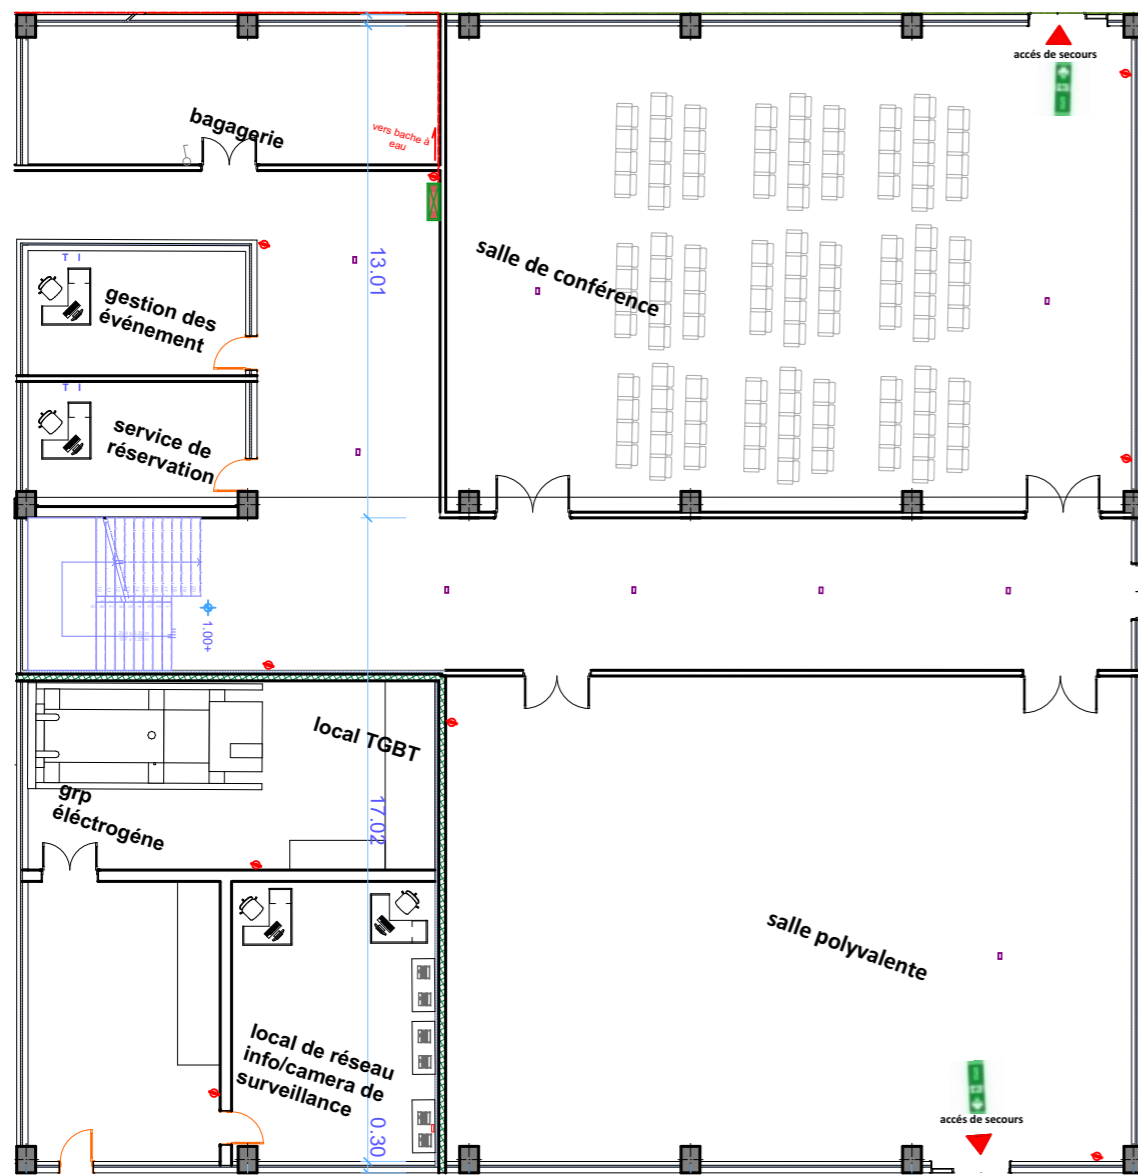 accés de secours
bagagerie
vers bache à
eau
13.01
salle de conférence
T I
gestion des
événement
T I
service de
réservation
1.00+
local TGBT
grp
éléctrogéne
17.02
salle polyvalente
local de réseau
info/camera de
surveillance
0.30
accés de secours